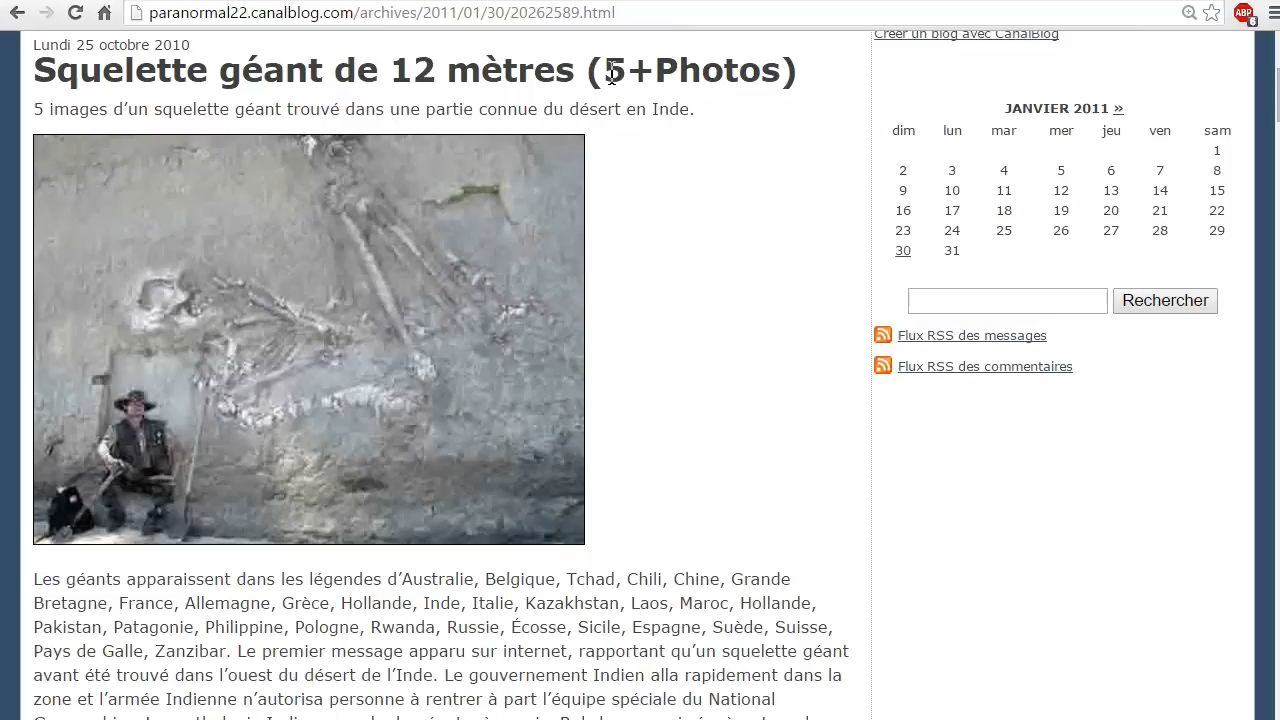 paranormal22.canalblog.com/archives/2011/01/30/20262589.html
ABP
6
Lundi 25 octobre 2010
Squelette géant de 12 mètres (5+Photos)
5 images d’un squelette géant trouvé dans une partie connue du désert en Inde.
Les géants apparaissent dans les légendes d’Australie, Belgique, Tchad, Chili, Chine, Grande
Bretagne, France, Allemagne, Grèce, Hollande, Inde, Italie, Kazakhstan, Laos, Maroc, Hollande,
Pakistan, Patagonie, Philippine, Pologne, Rwanda, Russie, Écosse, Sicile, Espagne, Suède, Suisse,
Pays de Galle, Zanzibar. Le premier message apparu sur internet, rapportant qu’un squelette géant
avant été trouvé dans l’ouest du désert de l’Inde. Le gouvernement Indien alla rapidement dans la
zone et l’armée Indienne n’autorisa personne à rentrer à part l’équipe spéciale du National
Créer un blog avec CanalBlog
JANVIER 2011 »
dim lun mar mer jeu ven sam
1
2 3 4 5 6 7 8
9 10 11 12 13 14 15
16 17 18 19 20 21 22
23 24 25 26 27 28 29
30 31
Rechercher
Flux RSS des messages
Flux RSS des commentaires